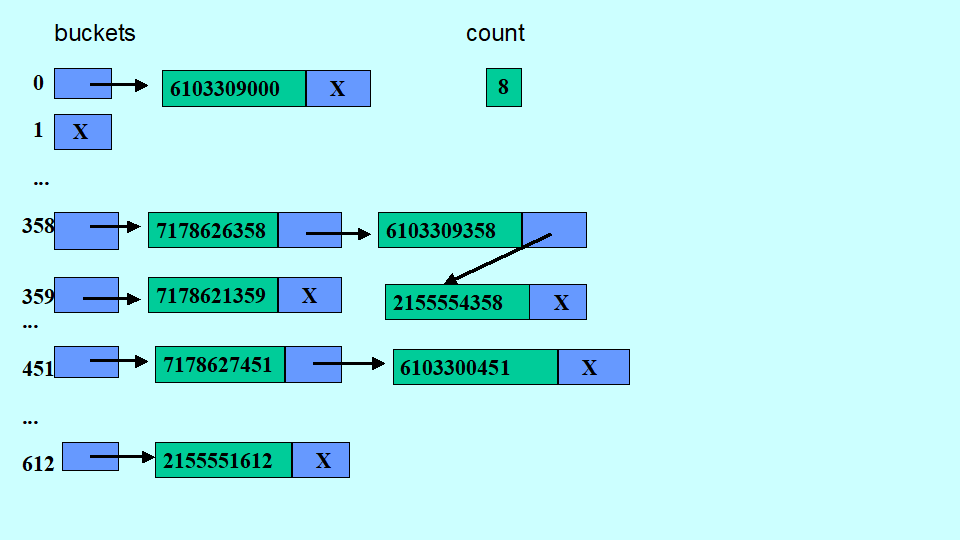 buckets count
0 6103309000 X 8
1 X
...
358 7178626358 6103309358
359 7178621359 X 2155554358 X
...
451 7178627451 6103300451 X
...
612 2155551612 X